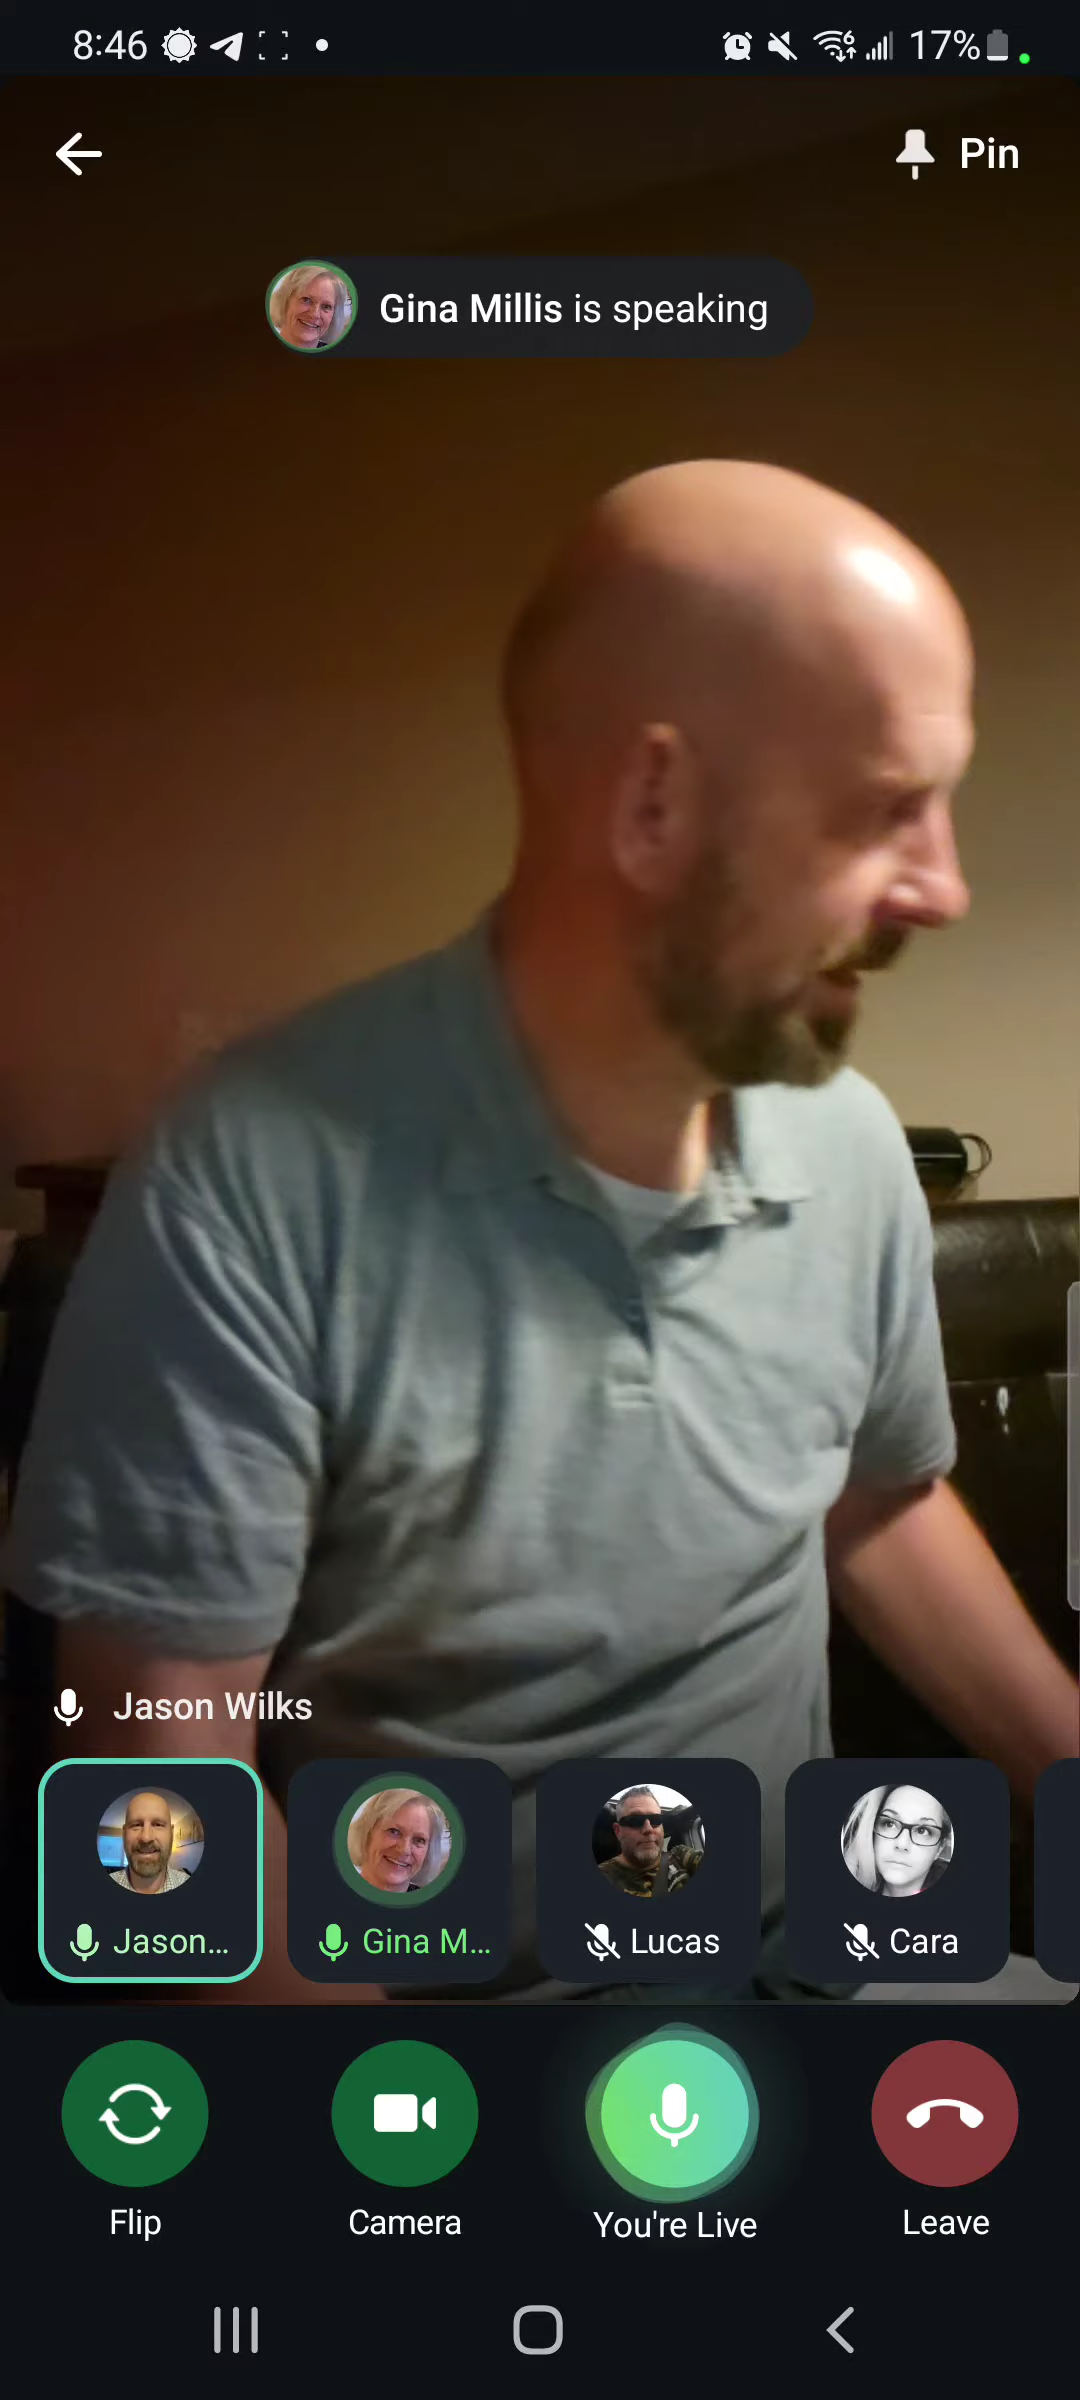 8:46
17%
Pin
Gina Millis is speaking
Jason Wilks
Jason...
Gina M...
Lucas
Cara
Flip
Camera
You're Live
Leave